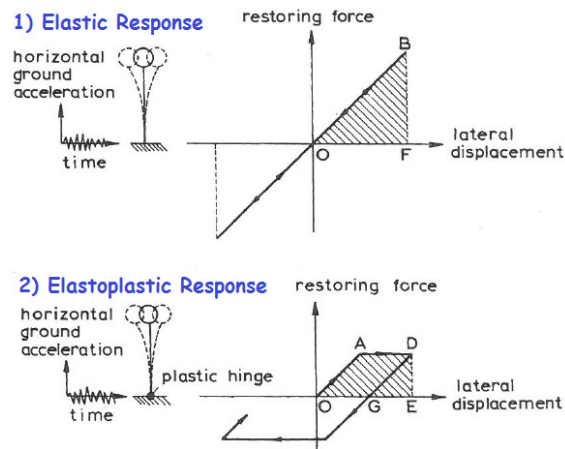 1) Elastic Response
restoring force
horizontal
ground
acceleration
time
B
O
F
lateral
displacement
2) Elastoplastic Response
restoring force
horizontal
ground
acceleration
plastic hinge
time
A
D
O
G
E
lateral
displacement